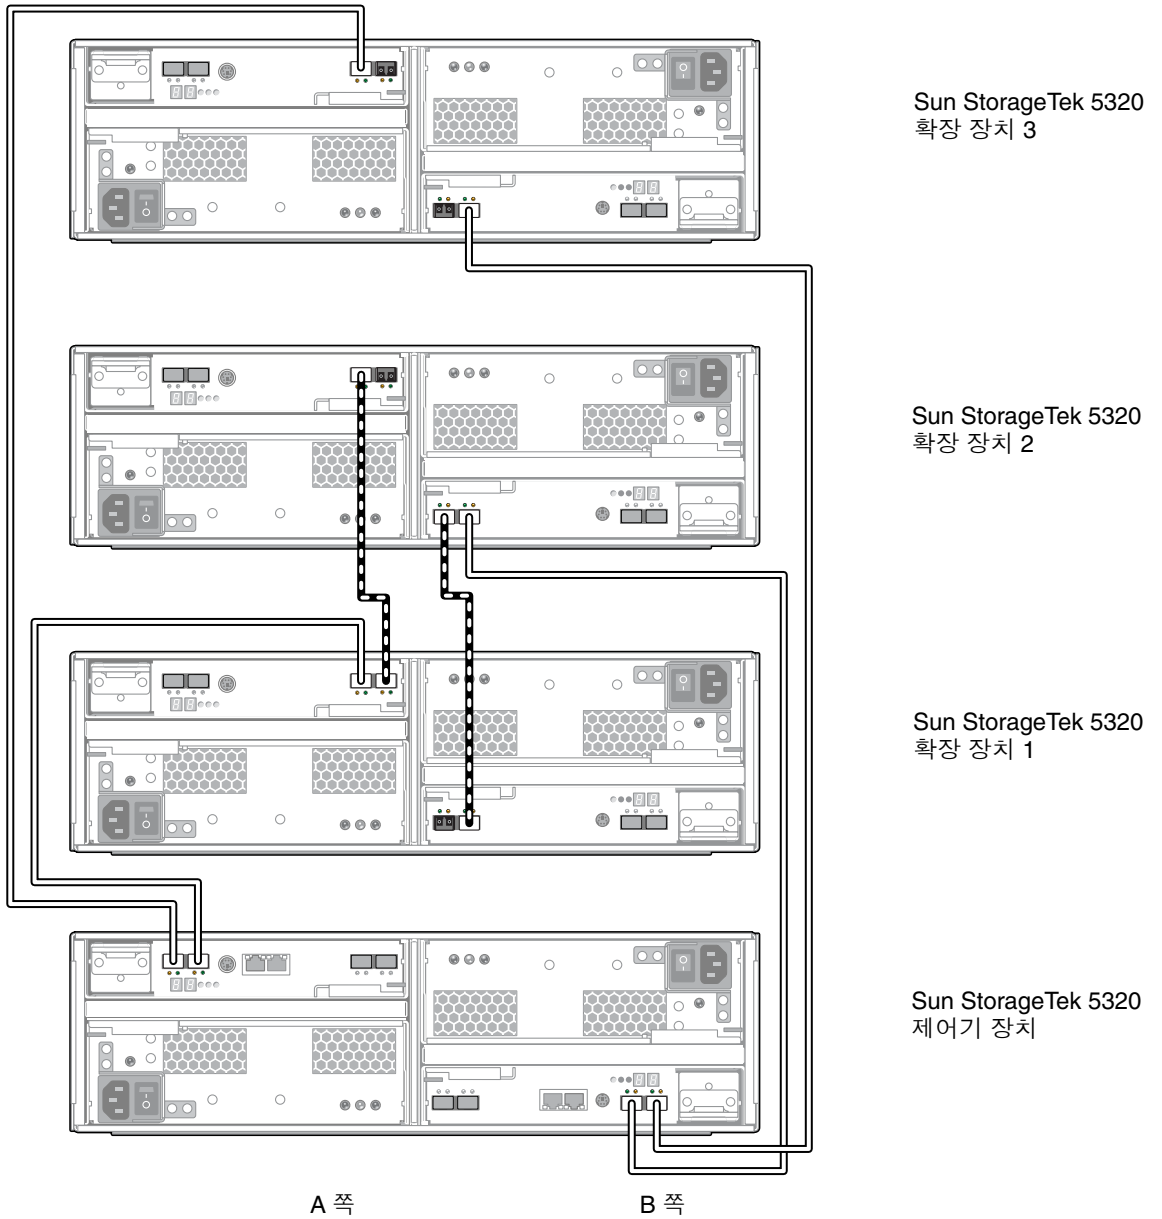 Sun StorageTek 5320
확장 장치 3
Sun StorageTek 5320
확장 장치 2
Sun StorageTek 5320
확장 장치 1
Sun StorageTek 5320
제어기 장치
A 쪽
B 쪽